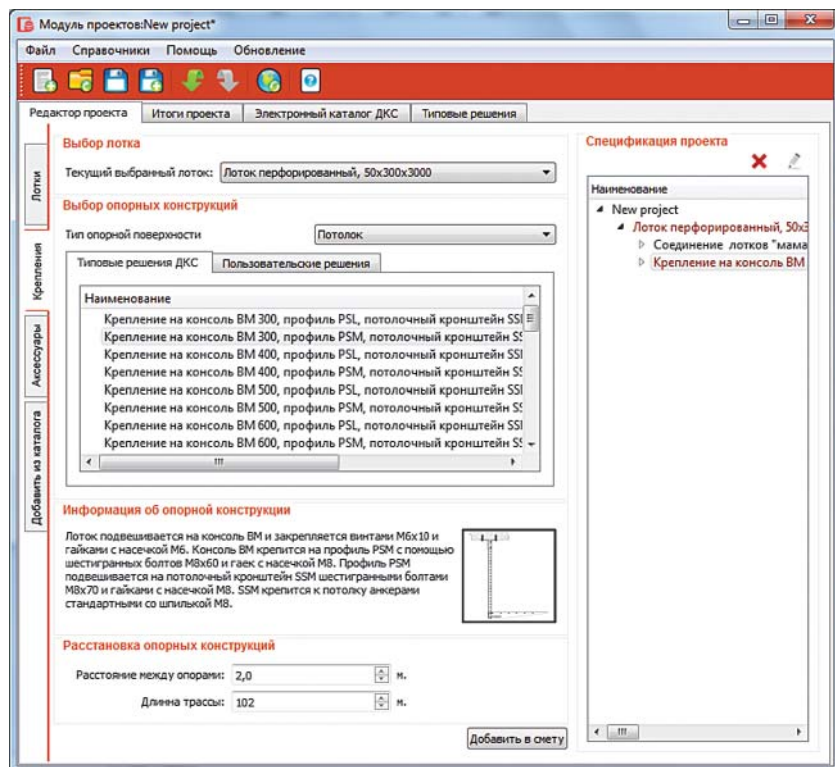 Модуль проектов:New project*
Файл Справочники Помощь Обновление
Редактор проекта Итоги проекта Электронный каталог ДКС Типовые решения
Лотки
Крепления
Аксессуары
Добавить из каталога
Выбор лотка
Текущий выбранный лоток: Лоток перфорированный, 50x300x3000
Выбор опорных конструкций
Тип опорной поверхности Потолок
Типовые решения ДКС Пользовательские решения
Наименование
Крепление на консоль BM 300, профиль PSL, потолочный кронштейн SSM
Крепление на консоль BM 300, профиль PSM, потолочный кронштейн SS
Крепление на консоль BM 400, профиль PSL, потолочный кронштейн SSM
Крепление на консоль BM 400, профиль PSM, потолочный кронштейн SS
Крепление на консоль BM 500, профиль PSL, потолочный кронштейн SSM
Крепление на консоль BM 500, профиль PSM, потолочный кронштейн SS
Крепление на консоль BM 600, профиль PSL, потолочный кронштейн SSM
Крепление на консоль BM 600, профиль PSM, потолочный кронштейн SS
Информация об опорной конструкции
Лоток подвешивается на консоль BM и закрепляется винтами M6x10 и
гайками с насечкой M6. Консоль BM крепится на профиль PSM с помощью
шестигранных болтов M8x60 и гаек с насечкой M8. Профиль PSM
подвешивается на потолочный кронштейн SSM шестигранными болтами
M8x70 и гайками с насечкой M8. SSM крепится к потолку анкерами
стандартными со шпилькой M8.
Расстановка опорных конструкций
Расстояние между опорами: 2,0 м.
Длинна трассы: 102 м.
Добавить в смету
Спецификация проекта
Наименование
New project
Лоток перфорированный, 50x3
Соединение лотков "мама
Крепление на консоль BM